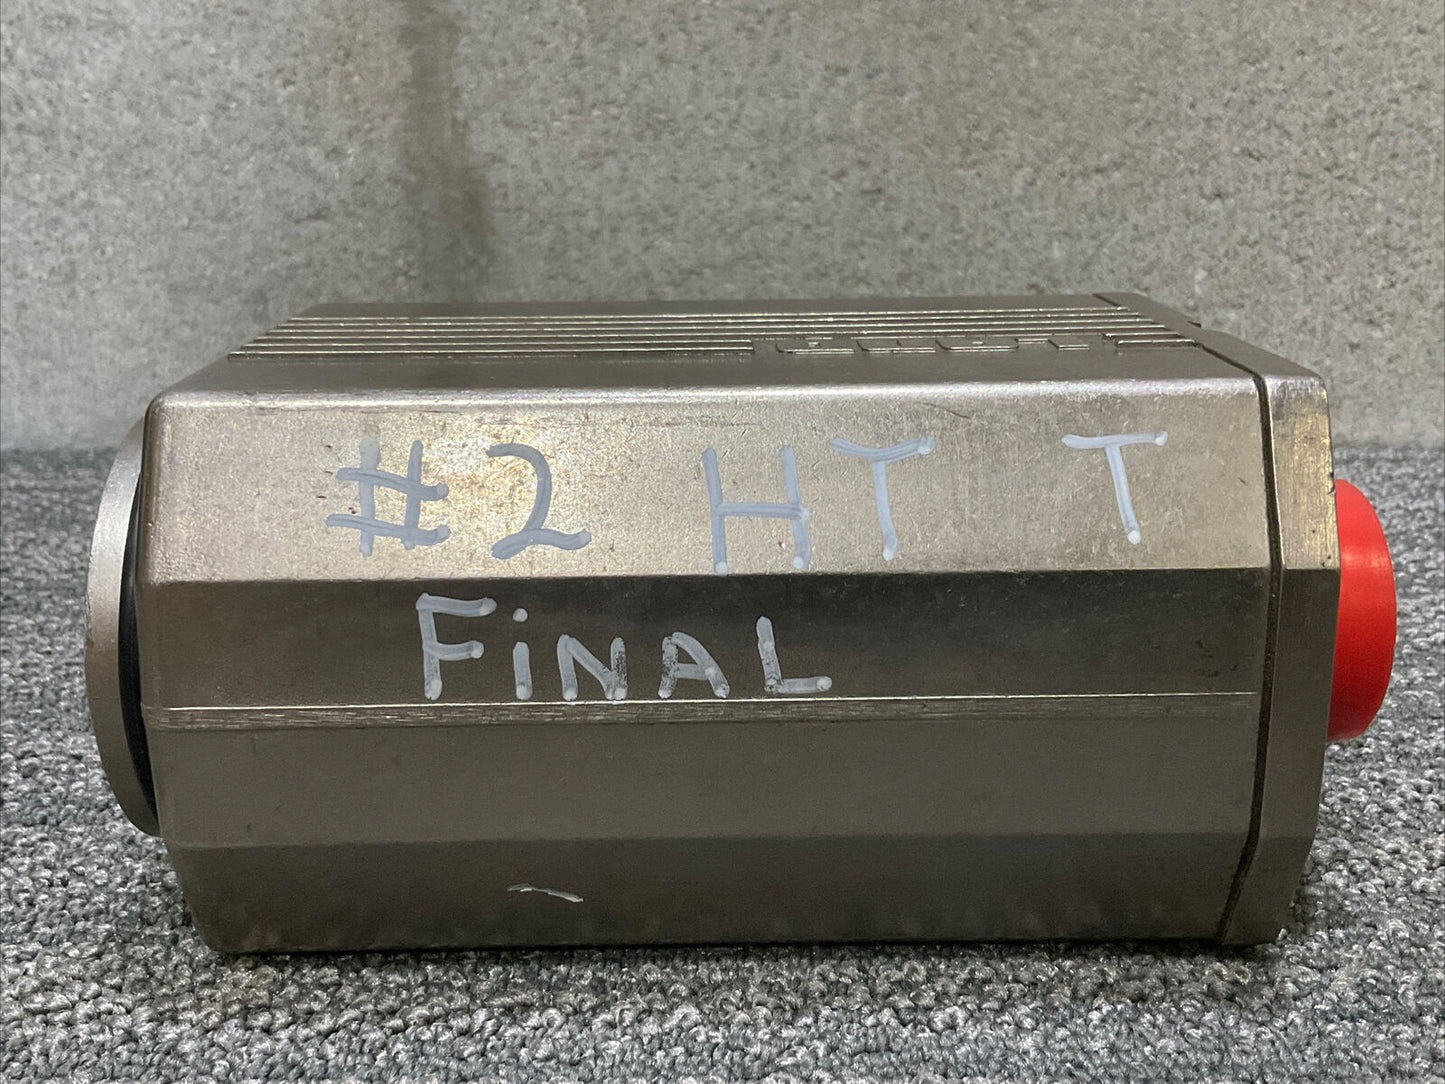 #2 HT T
FiNAL